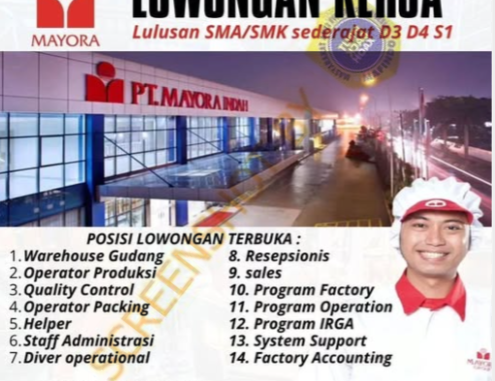 LOWONGAN KERJA
MAYORA
Lulusan SMA/SMK sederajat D3 D4 S1
PT. MAYORA INDAH
POSISI LOWONGAN TERBUKA :
1. Warehouse Gudang
2. Operator Produksi
3. Quality Control
4. Operator Packing
5. Helper
6. Staff Administrasi
7. Diver operational
8. Resepsionis
9. sales
10. Program Factory
11. Program Operation
12. Program IRGA
13. System Support
14. Factory Accounting